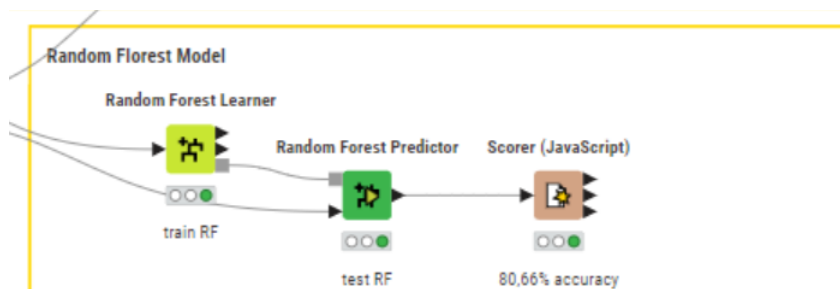 Random Florest Model
Random Forest Learner
Random Forest Predictor
Scorer (JavaScript)
train RF
test RF
80,66% accuracy